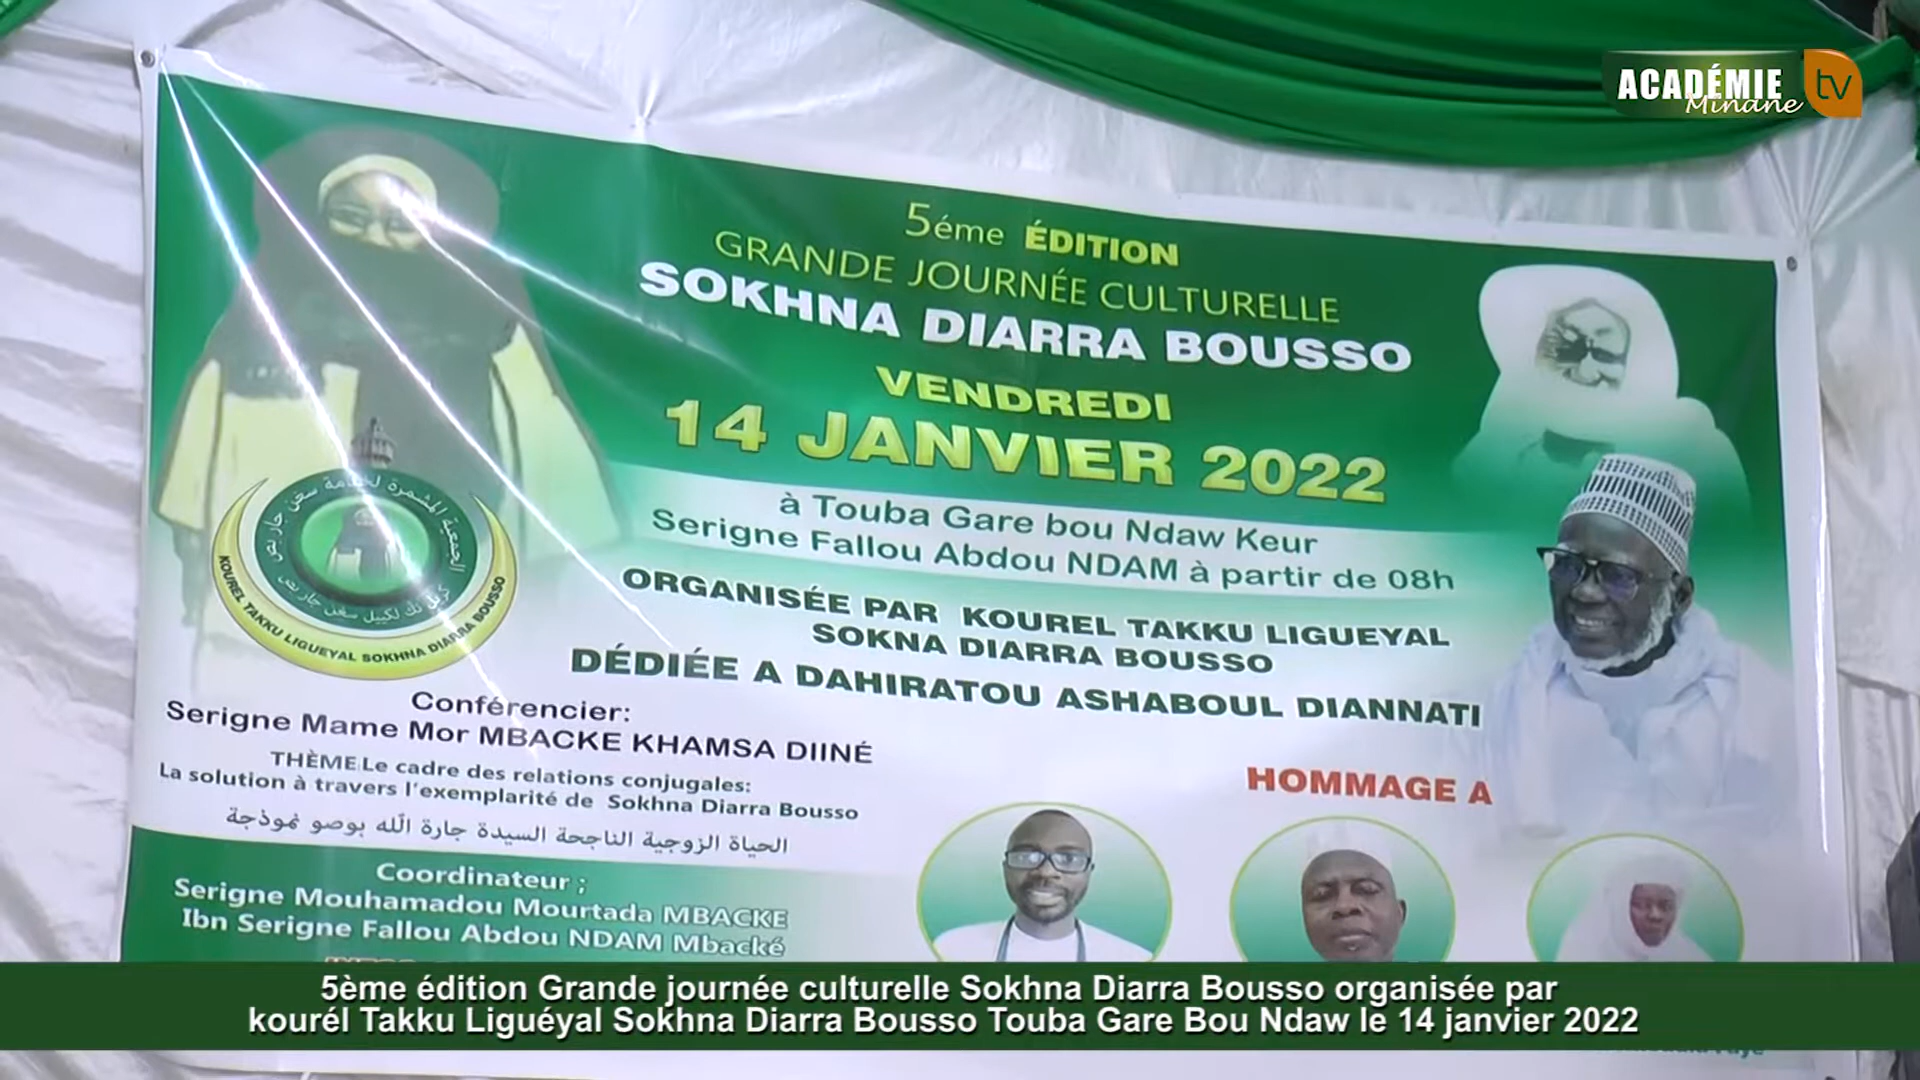 ACADÉMIE tv
Minane
5éme ÉDITION
GRANDE JOURNÉE CULTURELLE
SOKHNA DIARRA BOUSSO
VENDREDI
14 JANVIER 2022
à Touba Gare bou Ndaw Keur
Serigne Fallou Abdou NDAM à partir de 08h
ORGANISÉE PAR KOUREL TAKKU LIGUEYAL
SOKNA DIARRA BOUSSO
DÉDIÉE A DAHIRATOU ASHABOUL DIANNATI
KOUREL TAKKU LIGUEYAL SOKHNA DIARRA BOUSSO
Conférencier:
Serigne Mame Mor MBACKE KHAMSA DIINÉ
THÈME:Le cadre des relations conjugales:
La solution à travers l'exemplarité de Sokhna Diarra Bousso
الحياة الزوجية الناجحة السيدة جارة الله بوصو نموذجة
HOMMAGE A
Coordinateur ;
Serigne Mouhamadou Mourtada MBACKE
Ibn Serigne Fallou Abdou NDAM Mbacké
5ème édition Grande journée culturelle Sokhna Diarra Bousso organisée par
kourél Takku Liguéyal Sokhna Diarra Bousso Touba Gare Bou Ndaw le 14 janvier 2022